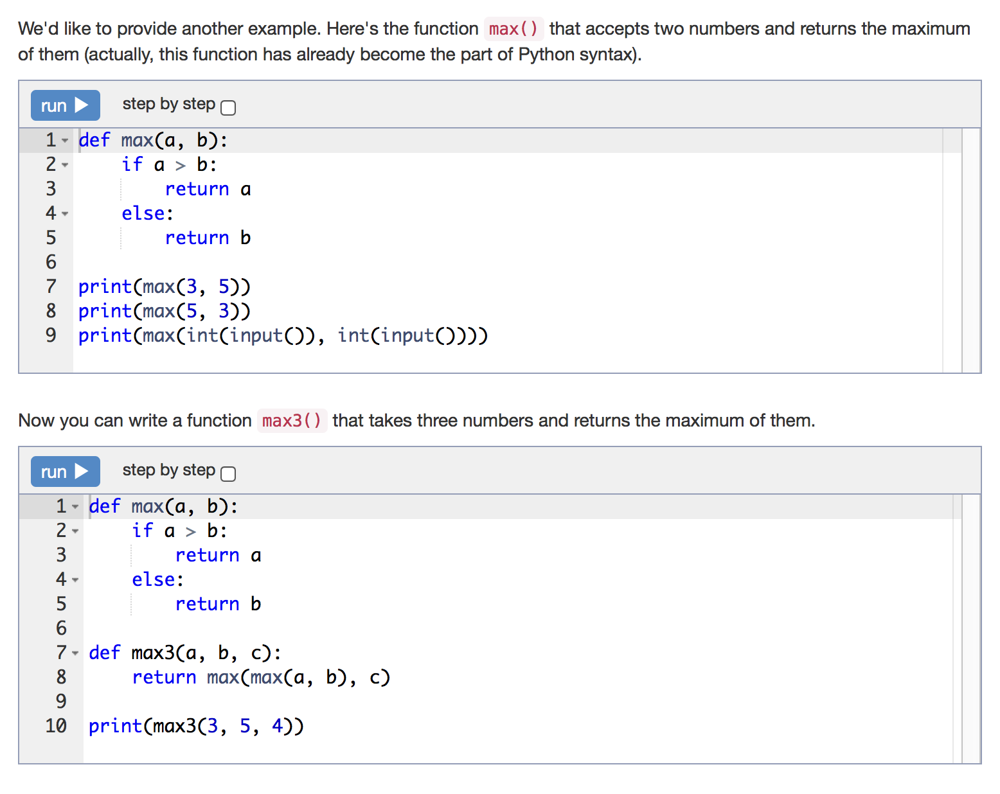 We'd like to provide another example. Here's the function max() that accepts two numbers and returns the maximum
of them (actually, this function has already become the part of Python syntax).
run step by step
1 def max(a, b):
2     if a > b:
3         return a
4     else:
5         return b
6
7 print(max(3, 5))
8 print(max(5, 3))
9 print(max(int(input()), int(input())))
Now you can write a function max3() that takes three numbers and returns the maximum of them.
run step by step
1 def max(a, b):
2     if a > b:
3         return a
4     else:
5         return b
6
7 def max3(a, b, c):
8     return max(max(a, b), c)
9
10 print(max3(3, 5, 4))